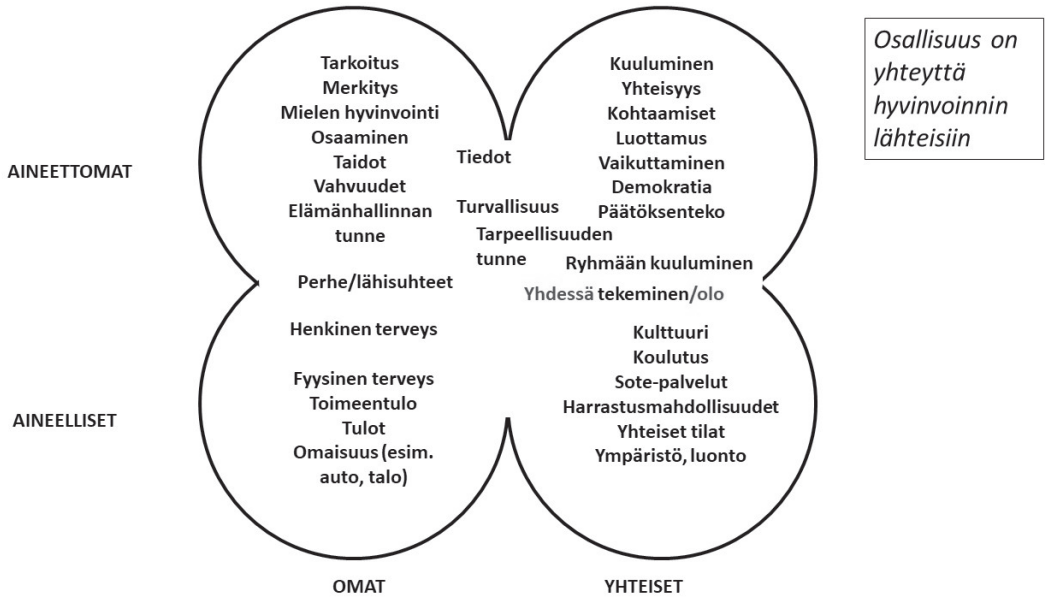 Tarkoitus
Merkitys
Mielen hyvinvointi
Osaaminen
Taidot
Vahvuudet
Elämänhallinnan
tunne
Kuuluminen
Yhteisyys
Kohtaamiset
Luottamus
Vaikuttaminen
Demokratia
Päätöksenteko
Osallisuus on
yhteyttä
hyvinvoinnin
lähteisiin
AINEETTOMAT
Tiedot
Turvallisuus
Tarpeellisuuden
tunne
Ryhmään kuuluminen
Perhe/lähisuhteet
Yhdessä tekeminen/olo
Henkinen terveys
Fyysinen terveys
Toimeentulo
Tulot
Omaisuus (esim.
auto, talo)
Kulttuuri
Koulutus
Sote-palvelut
Harrastusmahdollisuudet
Yhteiset tilat
Ympäristö, luonto
AINEELLISET
OMAT
YHTEISET